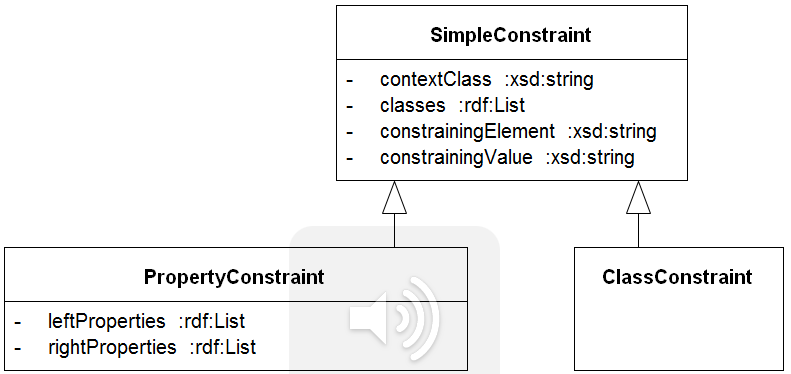 SimpleConstraint
- contextClass :xsd:string
- classes :rdf:List
- constrainingElement :xsd:string
- constrainingValue :xsd:string
PropertyConstraint
- leftProperties :rdf:List
- rightProperties :rdf:List
ClassConstraint